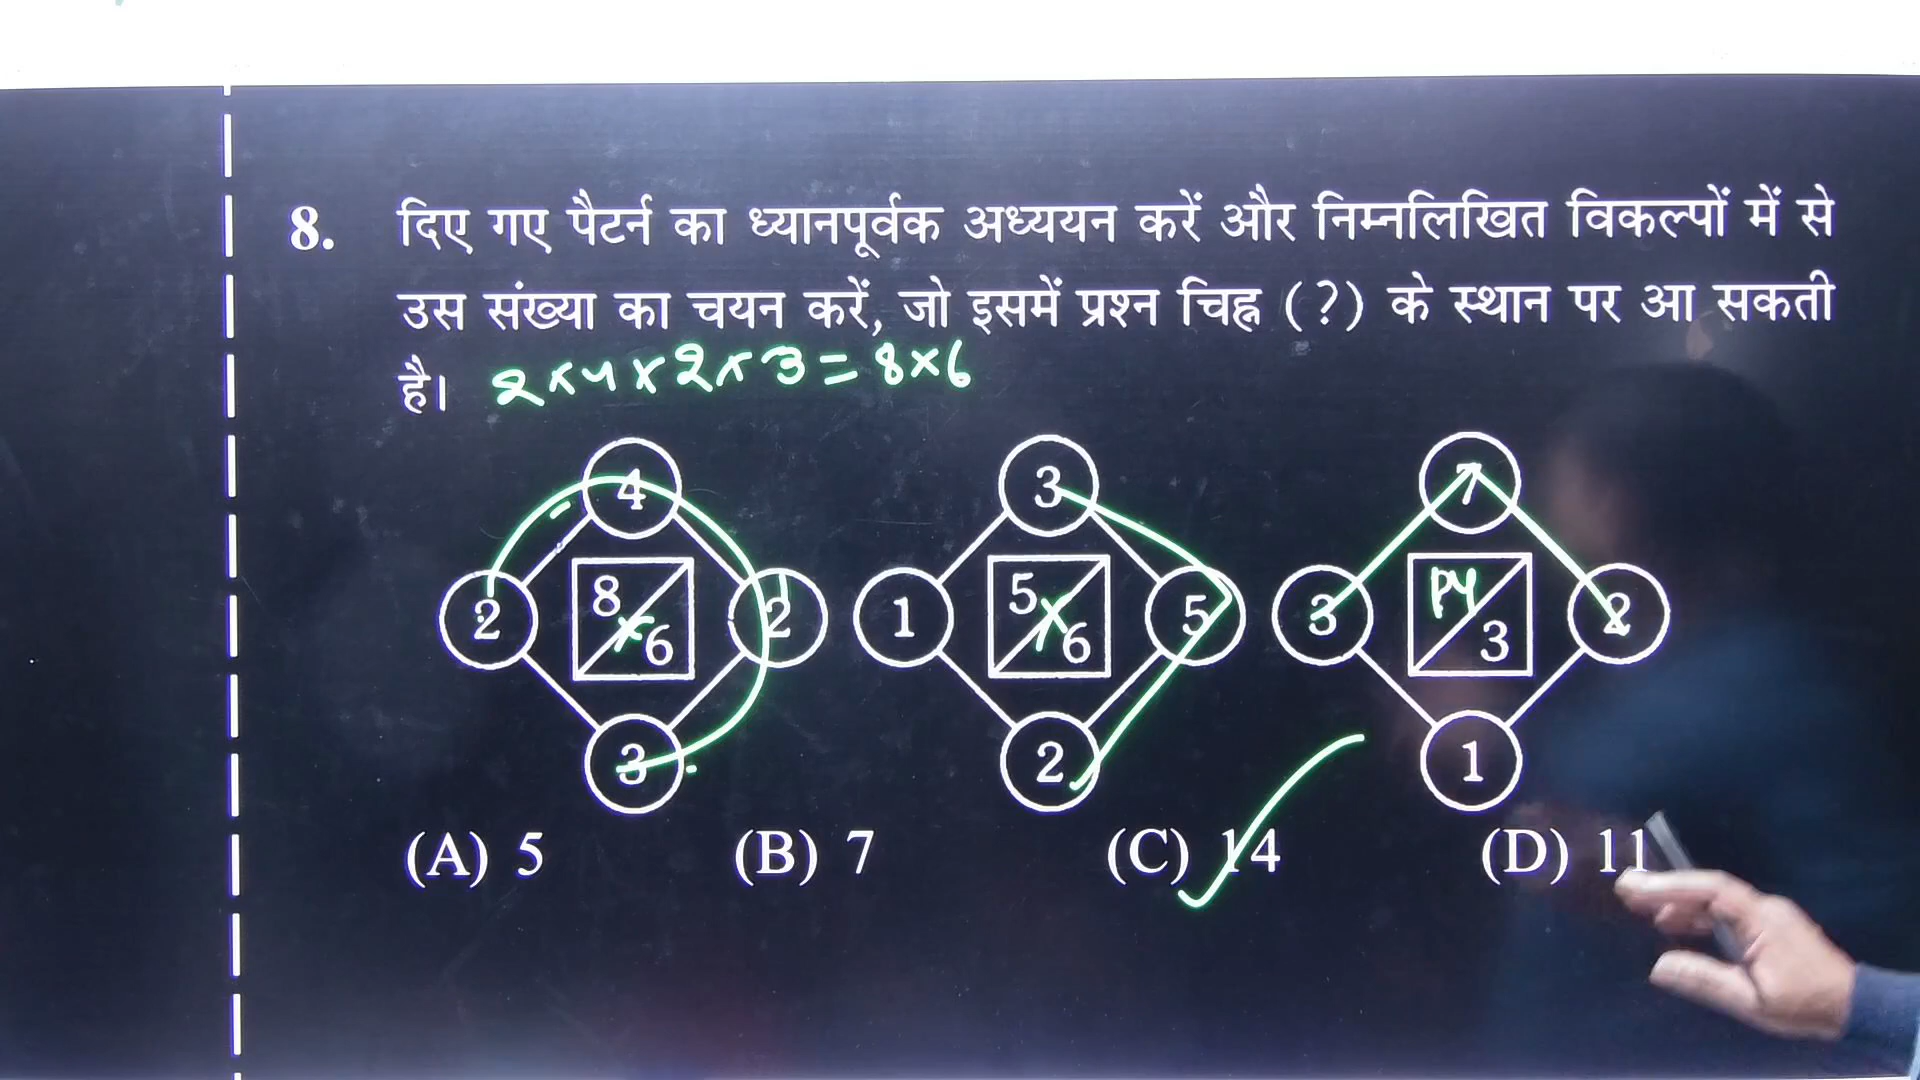 8. दिए गए पैटर्न का ध्यानपूर्वक अध्ययन करें और निम्नलिखित विकल्पों में से
उस संख्या का चयन करें, जो इसमें प्रश्न चिह्न (?) के स्थान पर आ सकती
है। 2×4×2×3=8×6
4 3 7
2 8×6 2 1 5×6 5 3 14 3 2
3 2 1
(A) 5 (B) 7 (C) 14 (D) 11